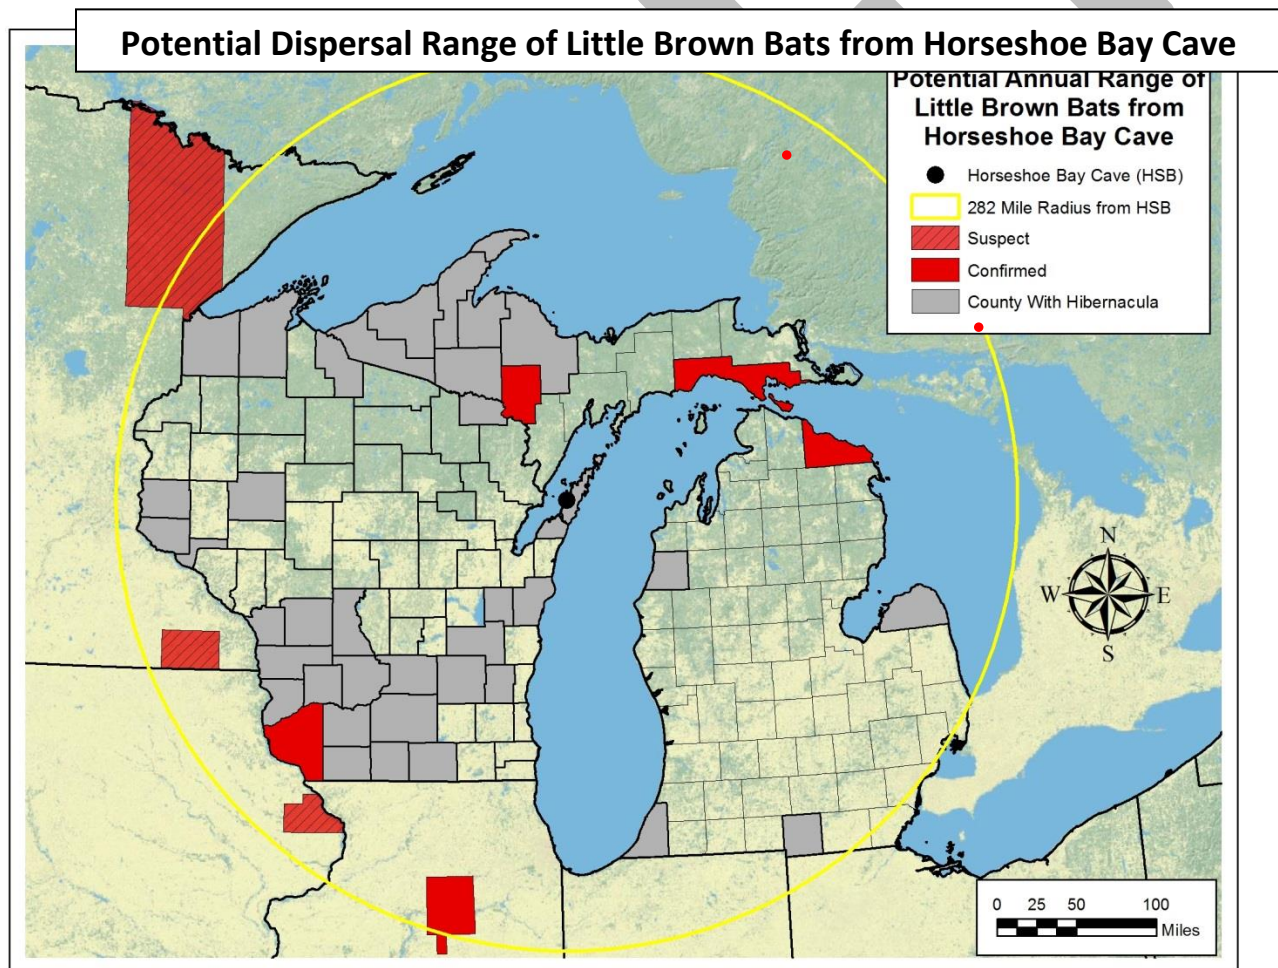 Potential Dispersal Range of Little Brown Bats from Horseshoe Bay Cave
Potential Annual Range of
Little Brown Bats from
Horseshoe Bay Cave
Horseshoe Bay Cave (HSB)
282 Mile Radius from HSB
Suspect
Confirmed
County With Hibernacula
N
W
E
S
0 25 50 100
Miles